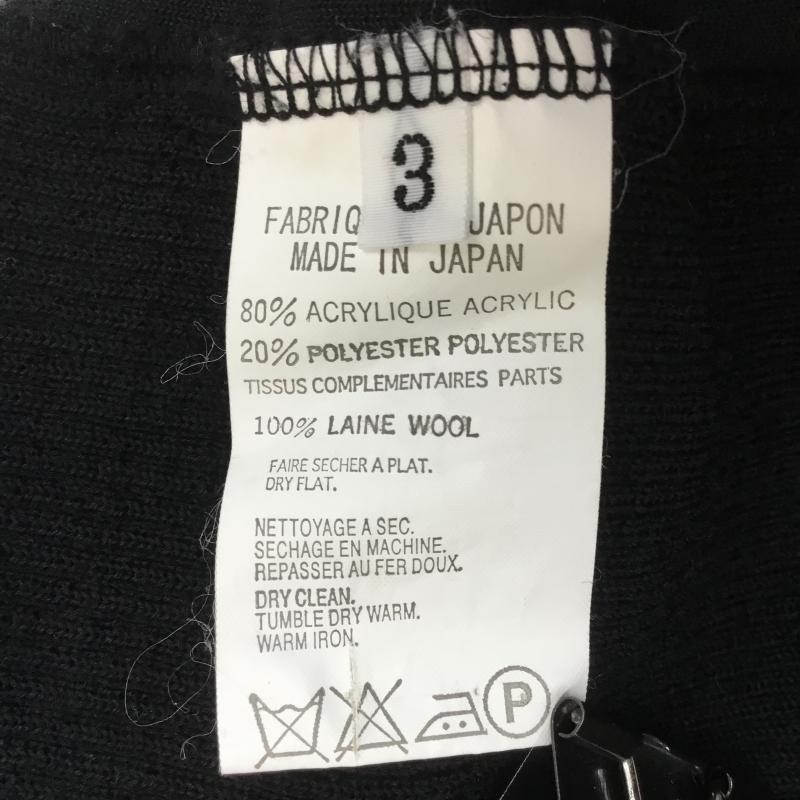 3
FABRIQ JAPON
MADE IN JAPAN
80% ACRYLIQUE ACRYLIC
20% POLYESTER POLYESTER
TISSUS COMPLEMENTAIRES PARTS
100% LAINE WOOL
FAIRE SECHER A PLAT.
DRY FLAT.
NETTOYAGE A SEC.
SECHAGE EN MACHINE.
REPASSER AU FER DOUX.
DRY CLEAN.
TUMBLE DRY WARM.
WARM IRON.
P